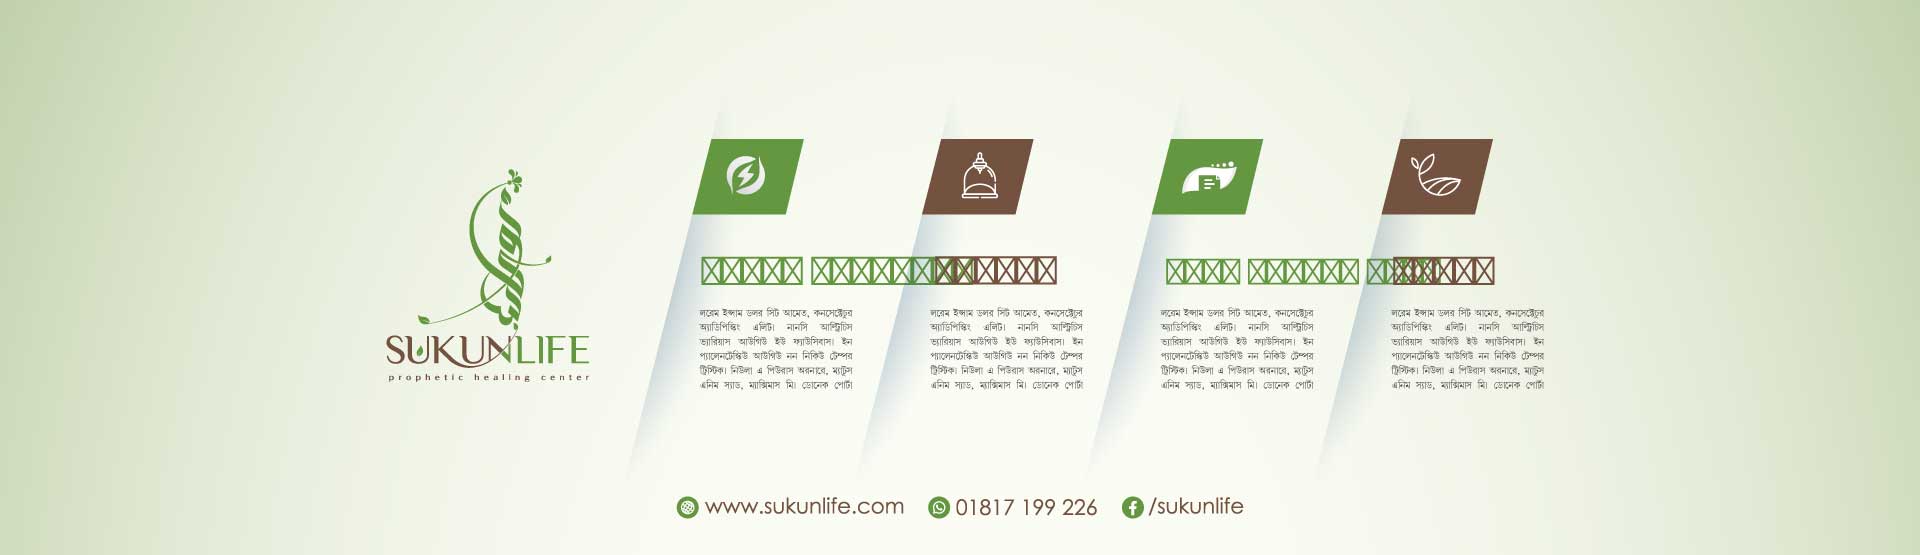 SUKUNLIFE
prophetic healing center
লরেম ইপ্সাম ডলর সিট আমেত, কনসেক্টেচুর
অ্যাডিপিস্কিং এলিট। নানসি আল্ট্রিচিস
ভ্যারিয়াস আউগিউ ইউ ফ্যাউসিবাস। ইন
প্যালেনটেস্কিউ আউগিউ নন নিকিউ টেম্পর
ট্রিস্টিক। নিউলা এ পিউরাস অরনারে, ম্যাটুস
এনিম স্যাড, ম্যাক্সিমাস মি। ডোনেক পোর্টা
লরেম ইপ্সাম ডলর সিট আমেত, কনসেক্টেচুর
অ্যাডিপিস্কিং এলিট। নানসি আল্ট্রিচিস
ভ্যারিয়াস আউগিউ ইউ ফ্যাউসিবাস। ইন
প্যালেনটেস্কিউ আউগিউ নন নিকিউ টেম্পর
ট্রিস্টিক। নিউলা এ পিউরাস অরনারে, ম্যাটুস
এনিম স্যাড, ম্যাক্সিমাস মি। ডোনেক পোর্টা
লরেম ইপ্সাম ডলর সিট আমেত, কনসেক্টেচুর
অ্যাডিপিস্কিং এলিট। নানসি আল্ট্রিচিস
ভ্যারিয়াস আউগিউ ইউ ফ্যাউসিবাস। ইন
প্যালেনটেস্কিউ আউগিউ নন নিকিউ টেম্পর
ট্রিস্টিক। নিউলা এ পিউরাস অরনারে, ম্যাটুস
এনিম স্যাড, ম্যাক্সিমাস মি। ডোনেক পোর্টা
লরেম ইপ্সাম ডলর সিট আমেত, কনসেক্টেচুর
অ্যাডিপিস্কিং এলিট। নানসি আল্ট্রিচিস
ভ্যারিয়াস আউগিউ ইউ ফ্যাউসিবাস। ইন
প্যালেনটেস্কিউ আউগিউ নন নিকিউ টেম্পর
ট্রিস্টিক। নিউলা এ পিউরাস অরনারে, ম্যাটুস
এনিম স্যাড, ম্যাক্সিমাস মি। ডোনেক পোর্টা
www.sukunlife.com 01817 199 226 /sukunlife